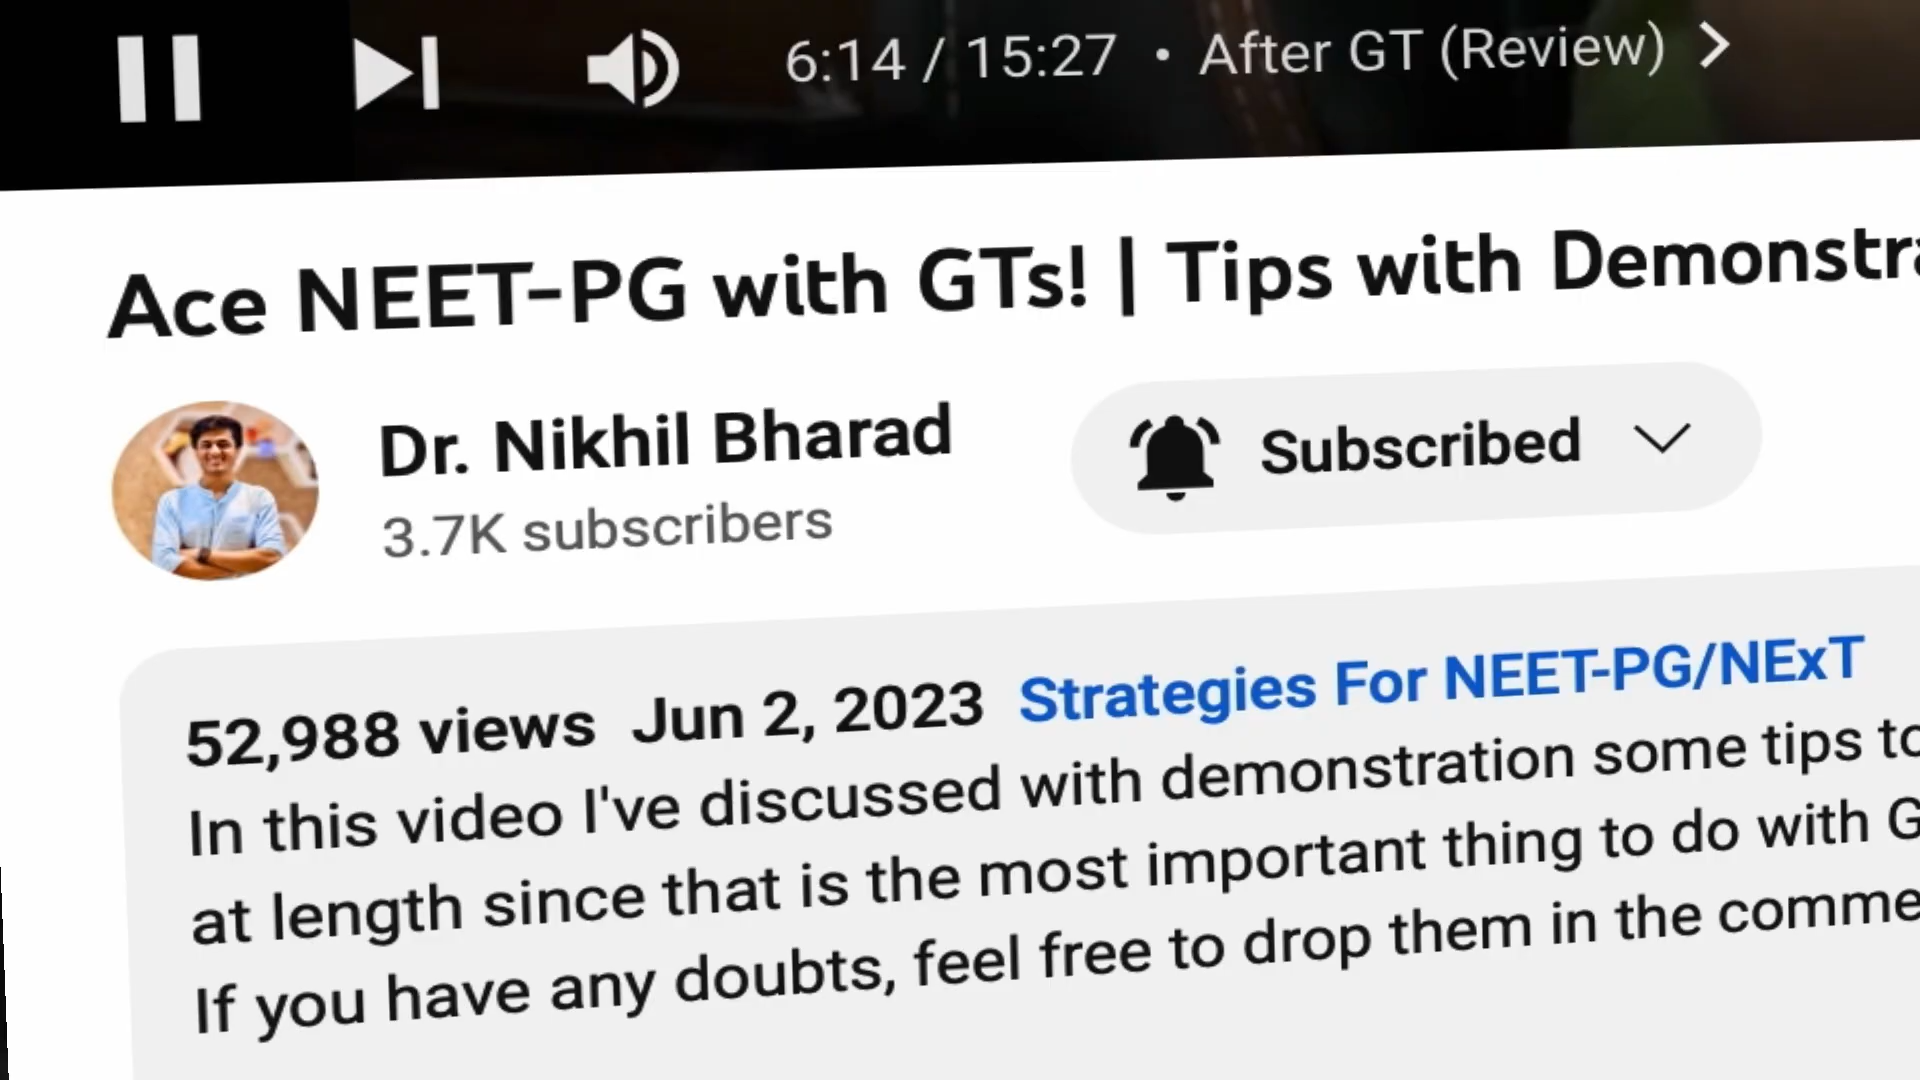 6:14 / 15:27 • After GT (Review)
Ace NEET-PG with GTs! | Tips with
Dr. Nikhil Bharad
3.7K subscribers
Subscribed
52,988 views Jun 2, 2023 Strategies For NEET-PG/NExT
In this video I've discussed with demonstration some tips to
at length since that is the most important thing to do with
If you have any doubts, feel free to drop them in the